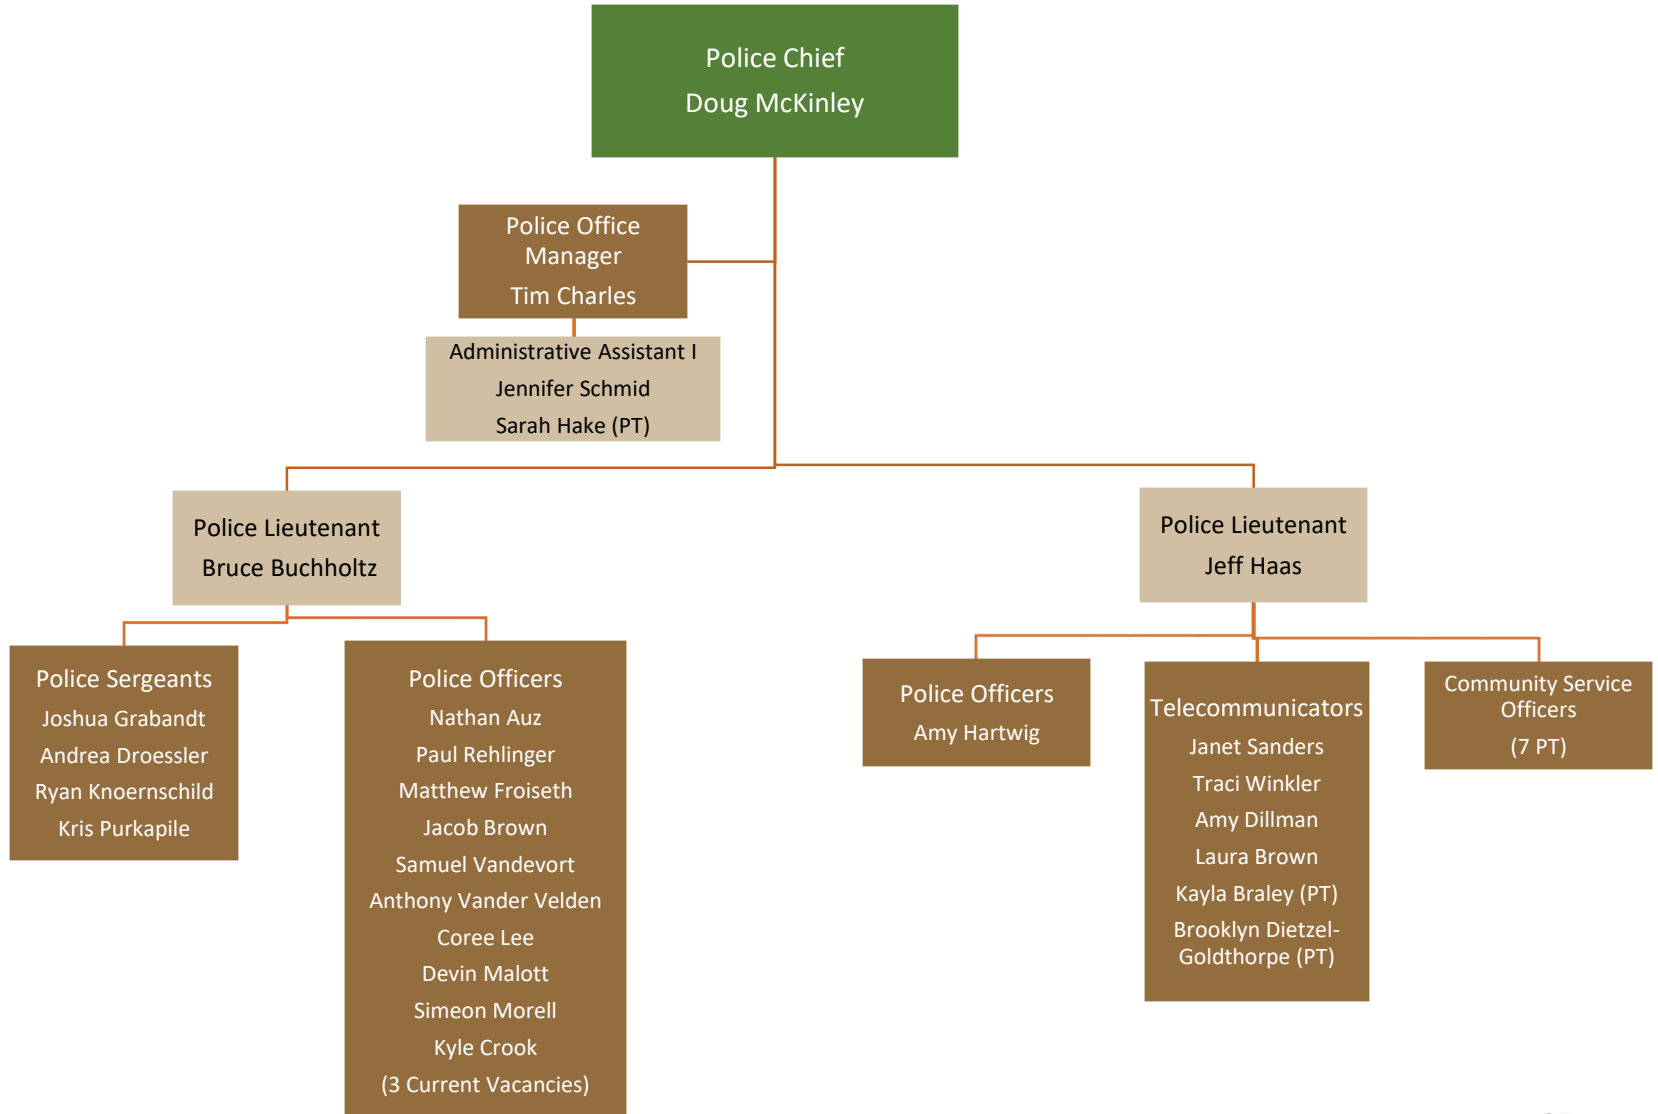 Police Chief
Doug McKinley
Police Office
Manager
Tim Charles
Administrative Assistant I
Jennifer Schmid
Sarah Hake (PT)
Police Lieutenant
Bruce Buchholtz
Police Lieutenant
Jeff Haas
Police Sergeants
Joshua Grabandt
Andrea Droessler
Ryan Knoernschild
Kris Purkapile
Police Officers
Nathan Auz
Paul Rehlinger
Matthew Froiseth
Jacob Brown
Samuel Vandevort
Anthony Vander Velden
Coree Lee
Devin Malott
Simeon Morell
Kyle Crook
(3 Current Vacancies)
Police Officers
Amy Hartwig
Telecommunicators
Janet Sanders
Traci Winkler
Amy Dillman
Laura Brown
Kayla Braley (PT)
Brooklyn Dietzel-
Goldthorpe (PT)
Community Service
Officers
(7 PT)